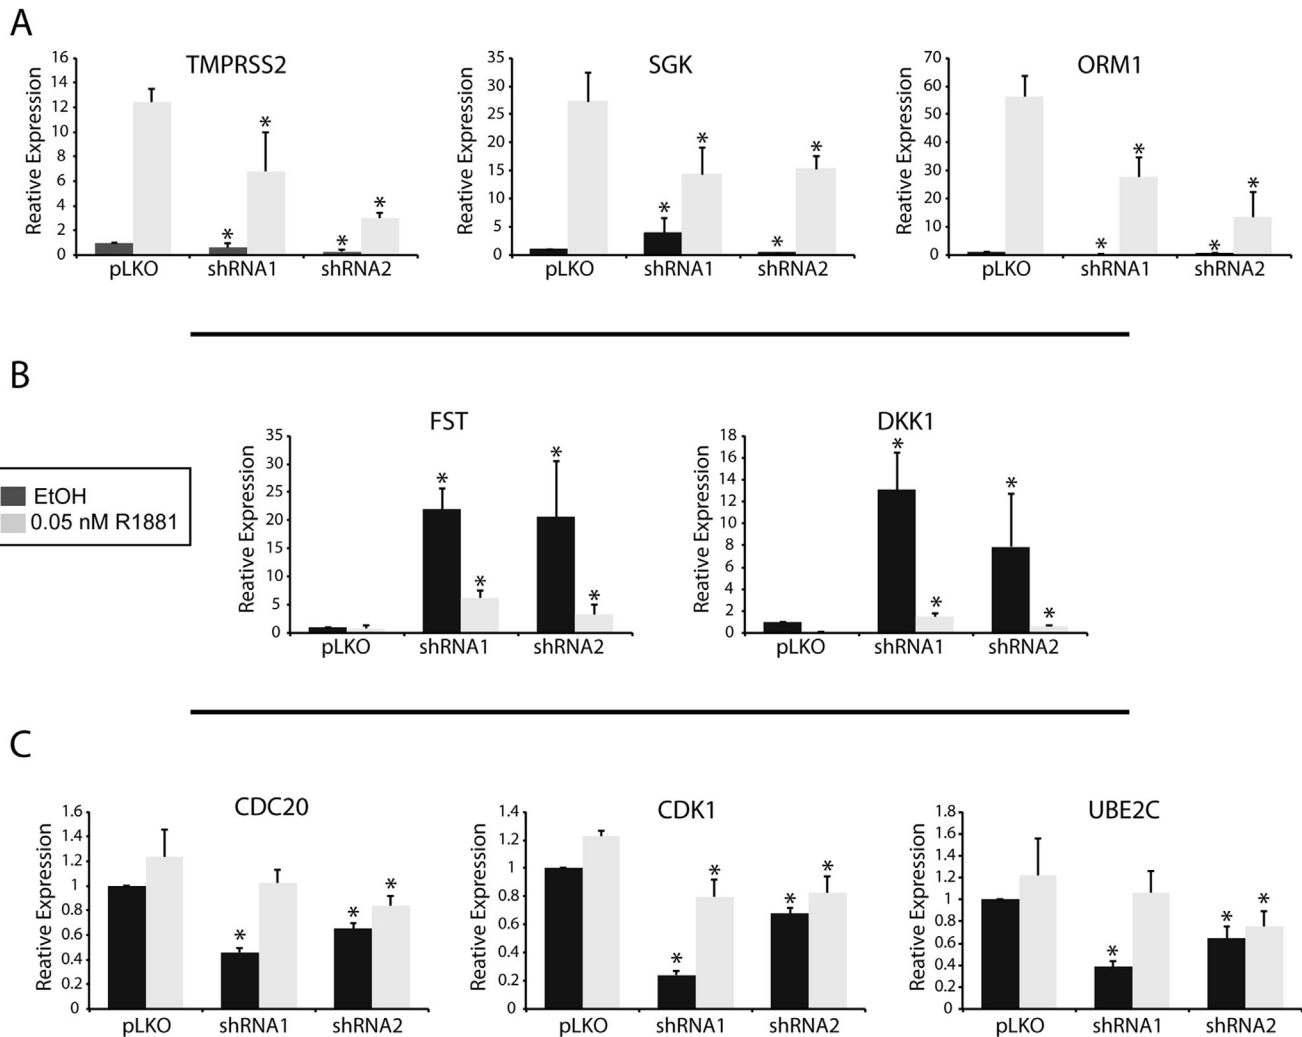 A
TMPRSS2
Reative Expression
16
14
12
10
8
6
4
2
0
*
*
*
*
pLKO
shRNA1
shRNA2
SGK
Reative Expression
35
30
25
20
15
10
5
0
*
*
*
*
pLKO
shRNA1
shRNA2
ORM1
Reative Expression
70
60
50
40
30
20
10
0
*
*
*
*
pLKO
shRNA1
shRNA2
B
EtOH
0.05 nM R1881
FST
Reative Expression
35
30
25
20
15
10
5
0
*
*
*
*
pLKO
shRNA1
shRNA2
DKK1
Reative Expression
18
16
14
12
10
8
6
4
2
0
*
*
*
*
pLKO
shRNA1
shRNA2
C
CDC20
Reative Expression
1.6
1.4
1.2
1
0.8
0.6
0.4
0.2
0
*
*
*
pLKO
shRNA1
shRNA2
CDK1
Reative Expression
1.4
1.2
1
0.8
0.6
0.4
0.2
0
*
*
*
*
pLKO
shRNA1
shRNA2
UBE2C
Reative Expression
1.8
1.6
1.4
1.2
1
0.8
0.6
0.4
0.2
0
*
*
*
pLKO
shRNA1
shRNA2